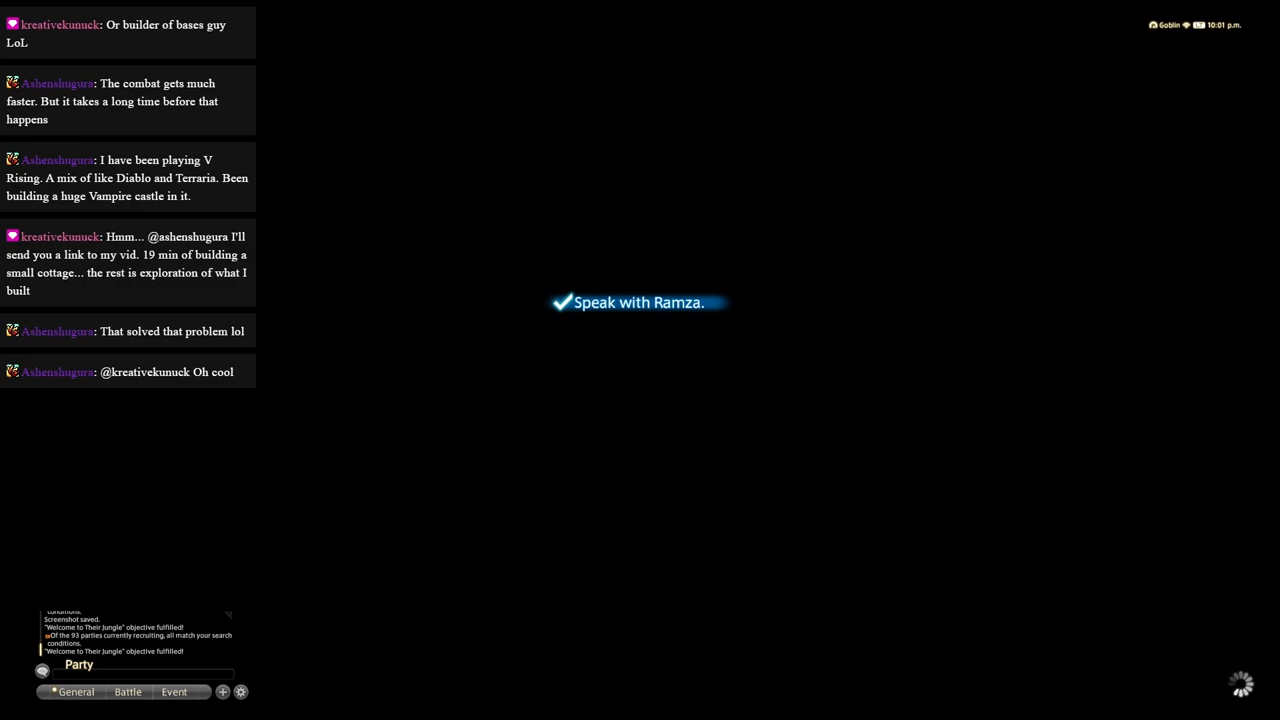 kreativekunuck: Or builder of bases guy
LoL
Goblin LT 10:01 p.m.
Ashenshugura: The combat gets much
faster. But it takes a long time before that
happens
Ashenshugura: I have been playing V
Rising. A mix of like Diablo and Terraria. Been
building a huge Vampire castle in it.
kreativekunuck: Hmm... @ashenshugura I'll
send you a link to my vid. 19 min of building a
small cottage... the rest is exploration of what I
built
Speak with Ramza.
Ashenshugura: That solved that problem lol
Ashenshugura: @kreativekunuck Oh cool
conditions.
Screenshot saved.
"Welcome to Their Jungle" objective fulfilled!
Of the 93 parties currently recruiting, all match your search
conditions.
"Welcome to Their Jungle" objective fulfilled!
Party
General Battle Event